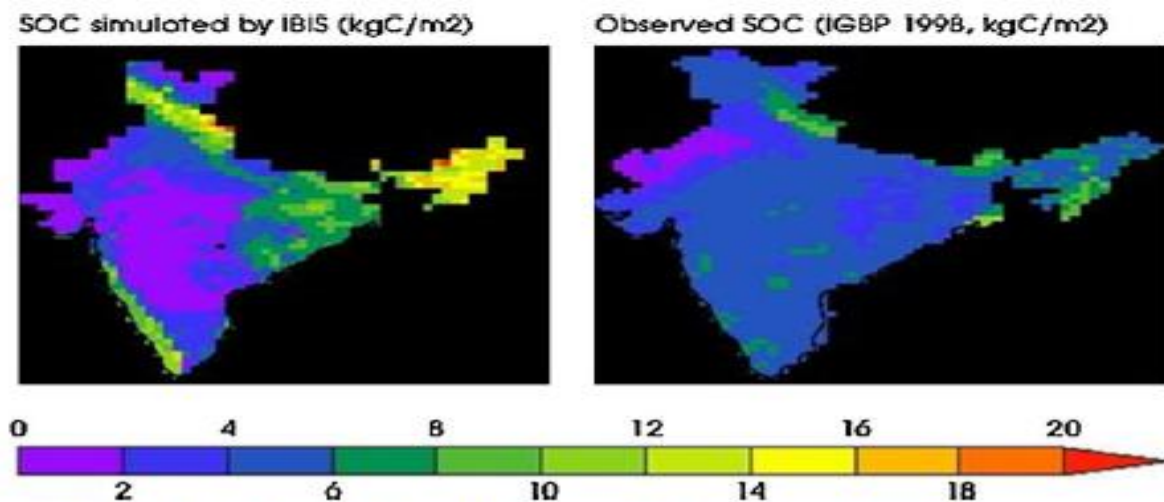 SOC simulated by IBIS (kgC/m2)
Observed SOC (IGBP 1998, kgC/m2)
0 4 8 12 16 20
2 6 10 14 18